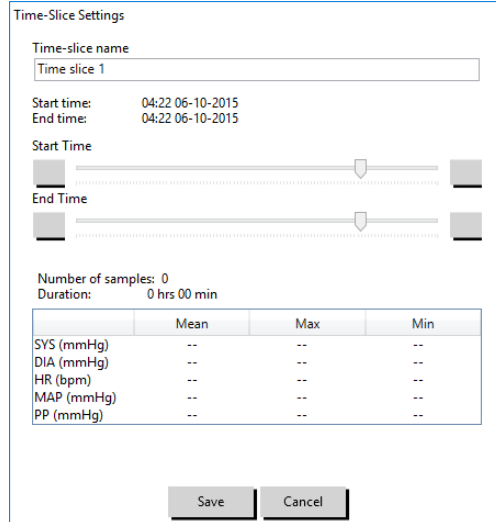 Time-Slice Settings
Time-slice name
Time slice 1
Start time: 04:22 06-10-2015
End time: 04:22 06-10-2015
Start Time
End Time
Number of samples: 0
Duration: 0 hrs 00 min
Mean Max Min
SYS (mmHg) -- -- --
DIA (mmHg) -- -- --
HR (bpm) -- -- --
MAP (mmHg) -- -- --
PP (mmHg) -- -- --
Save Cancel